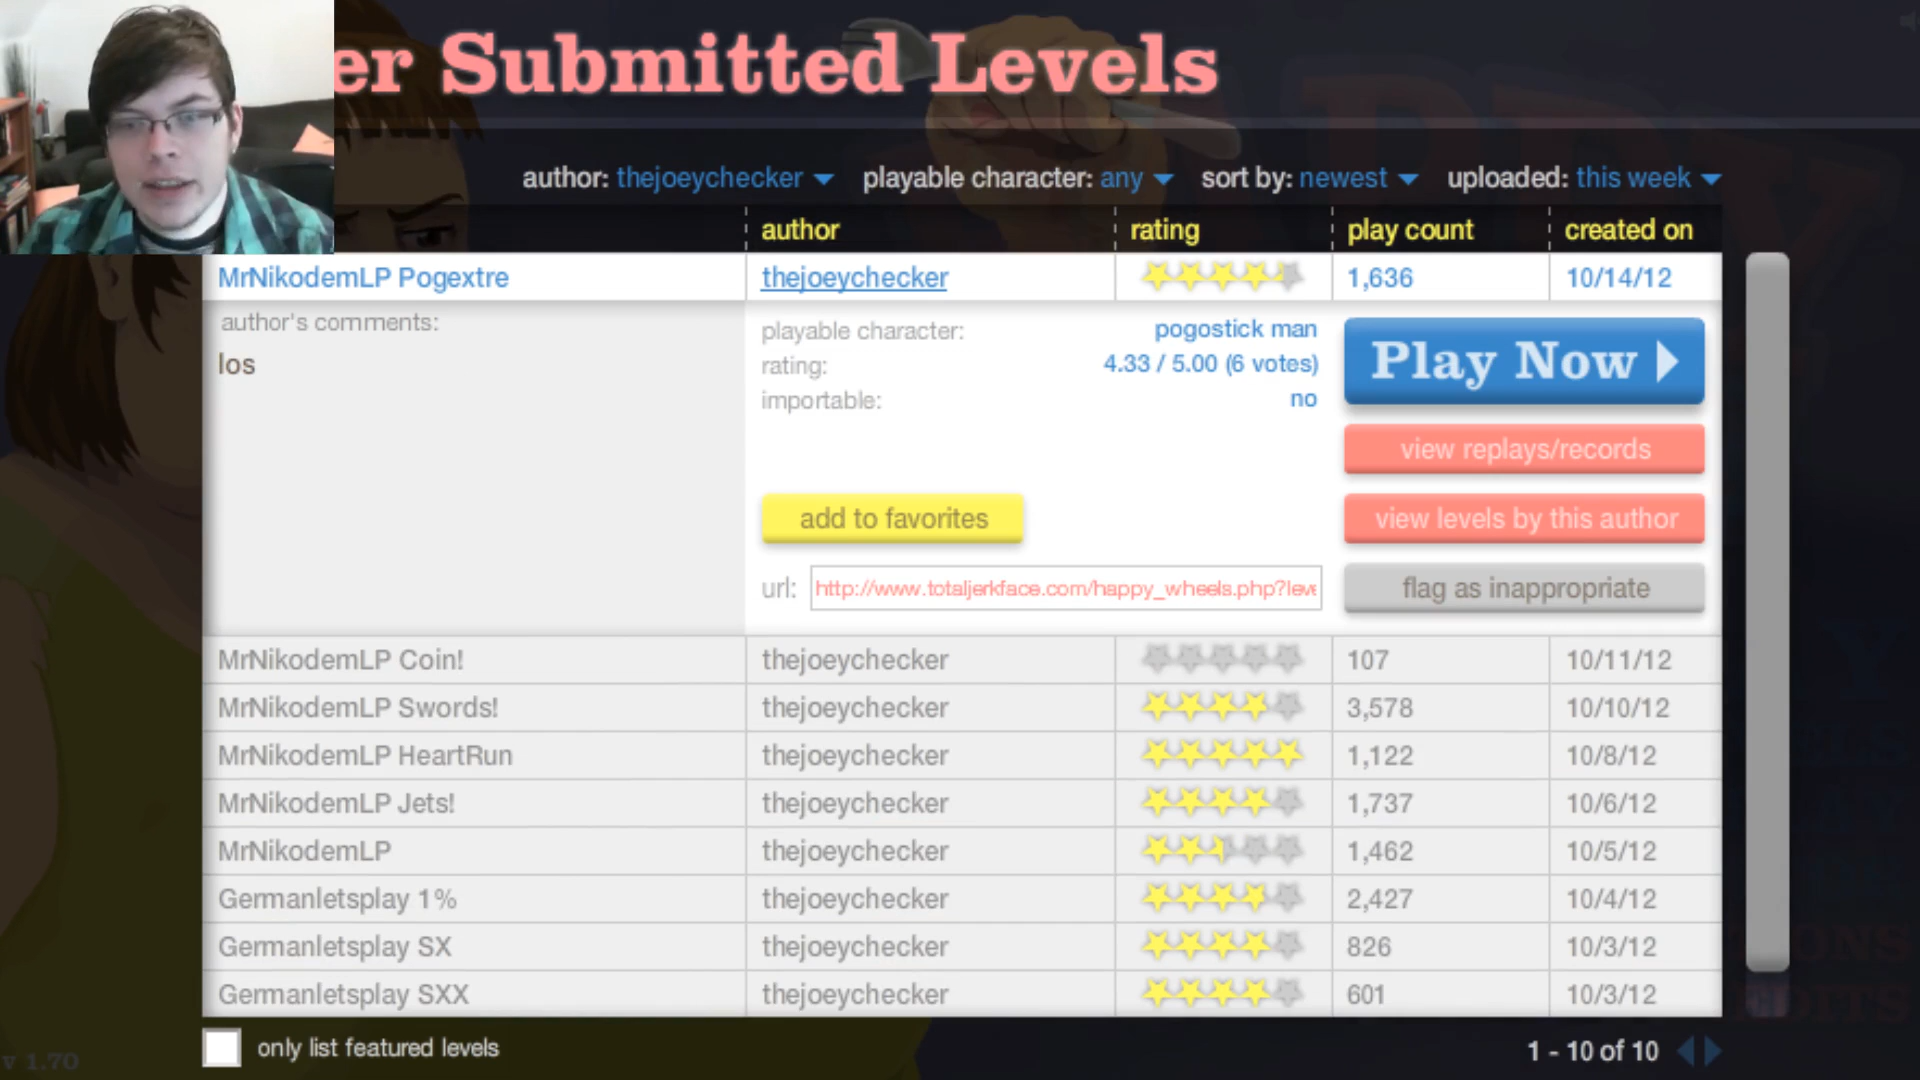 er Submitted Levels
author: thejoeychecker playable character: any sort by: newest uploaded: this week
author rating play count created on
MrNikodemLP Pogextre thejoeychecker 1,636 10/14/12
author's comments:
los
playable character: pogostick man
rating: 4.33 / 5.00 (6 votes)
importable: no
Play Now
view replays/records
add to favorites
view levels by this author
url: http://www.totaljerkface.com/happy_wheels.php?leve
flag as inappropriate
MrNikodemLP Coin! thejoeychecker 107 10/11/12
MrNikodemLP Swords! thejoeychecker 3,578 10/10/12
MrNikodemLP HeartRun thejoeychecker 1,122 10/8/12
MrNikodemLP Jets! thejoeychecker 1,737 10/6/12
MrNikodemLP thejoeychecker 1,462 10/5/12
Germanletsplay 1% thejoeychecker 2,427 10/4/12
Germanletsplay SX thejoeychecker 826 10/3/12
Germanletsplay SXX thejoeychecker 601 10/3/12
only list featured levels
1 - 10 of 10
v 1.70